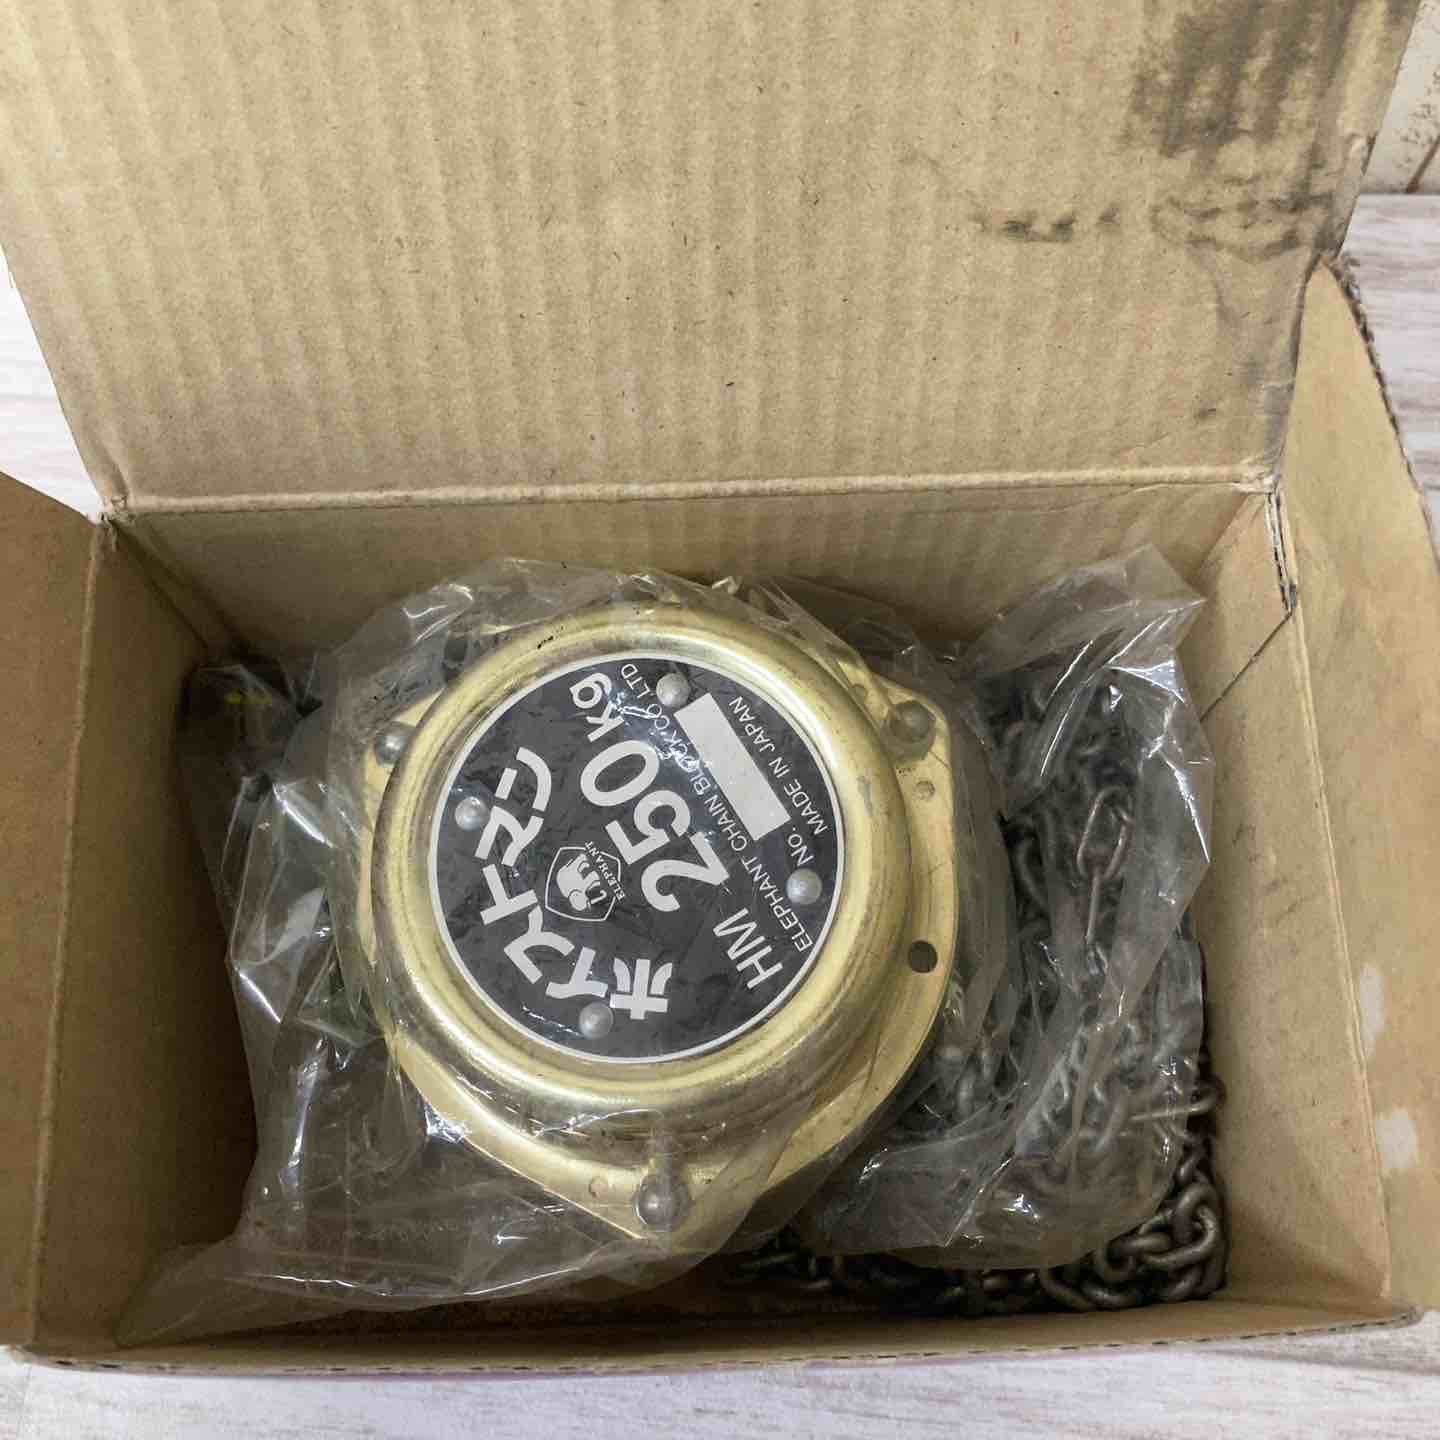 ホイストマン
ELEPHANT
250kg
HM
ELEPHANT CHAIN BLOCK CO LTD
NO.
MADE IN JAPAN